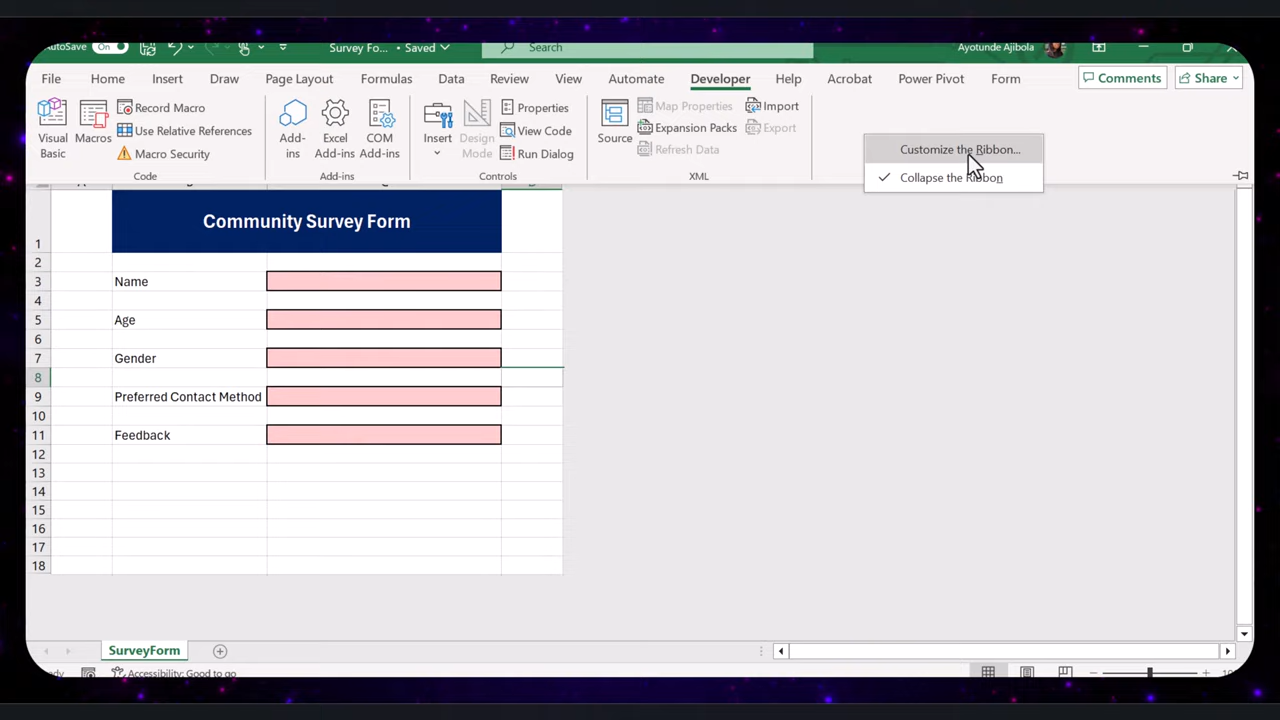 AutoSave On Survey Fo... • Saved Search Ayotunde Ajibola
File Home Insert Draw Page Layout Formulas Data Review View Automate Developer Help Acrobat Power Pivot Form Comments Share
Visual Basic
Macros
Record Macro
Use Relative References
Macro Security
Code
Add-ins
Excel Add-ins
COM Add-ins
Add-ins
Insert
Design Mode
Properties
View Code
Run Dialog
Controls
Source
Map Properties
Expansion Packs
Refresh Data
Import
Export
XML
Customize the Ribbon...
Collapse the Ribbon
1 Community Survey Form
2
3 Name
4
5 Age
6
7 Gender
8
9 Preferred Contact Method
10
11 Feedback
12
13
14
15
16
17
18
SurveyForm
Accessibility: Good to go